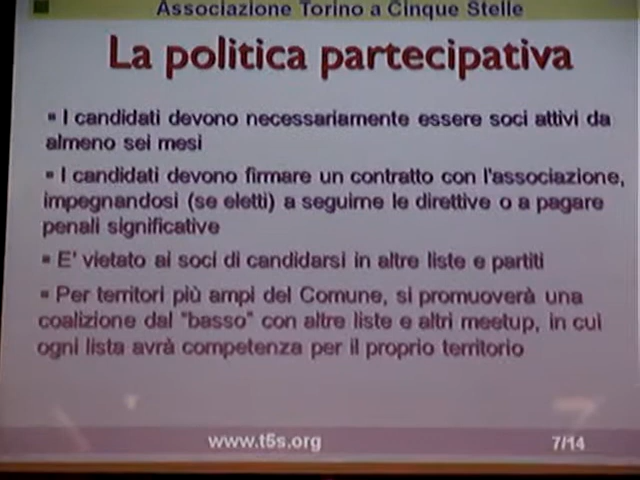 Associazione Torino a Cinque Stelle
La politica partecipativa
▪ I candidati devono necessariamente essere soci attivi da
almeno sei mesi
▪ I candidati devono firmare un contratto con l'associazione,
impegnandosi (se eletti) a seguirne le direttive o a pagare
penali significative
▪ E' vietato ai soci di candidarsi in altre liste e partiti
▪ Per territori più ampi del Comune, si promuoverà una
coalizione dal "basso" con altre liste e altri meetup, in cui
ogni lista avrà competenza per il proprio territorio
www.t5s.org
7/14